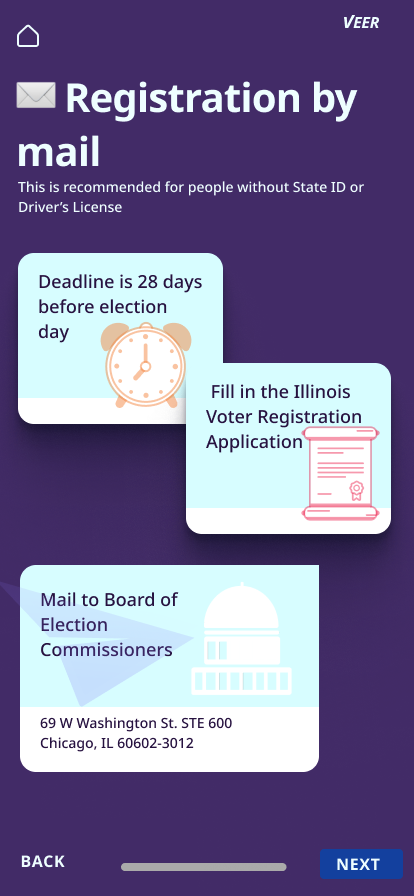 VEER
Registration by
mail
This is recommended for people without State ID or
Driver’s License
Deadline is 28 days
before election
day
Fill in the Illinois
Voter Registration
Application
Mail to Board of
Election
Commissioners
69 W Washington St. STE 600
Chicago, IL 60602-3012
BACK
NEXT